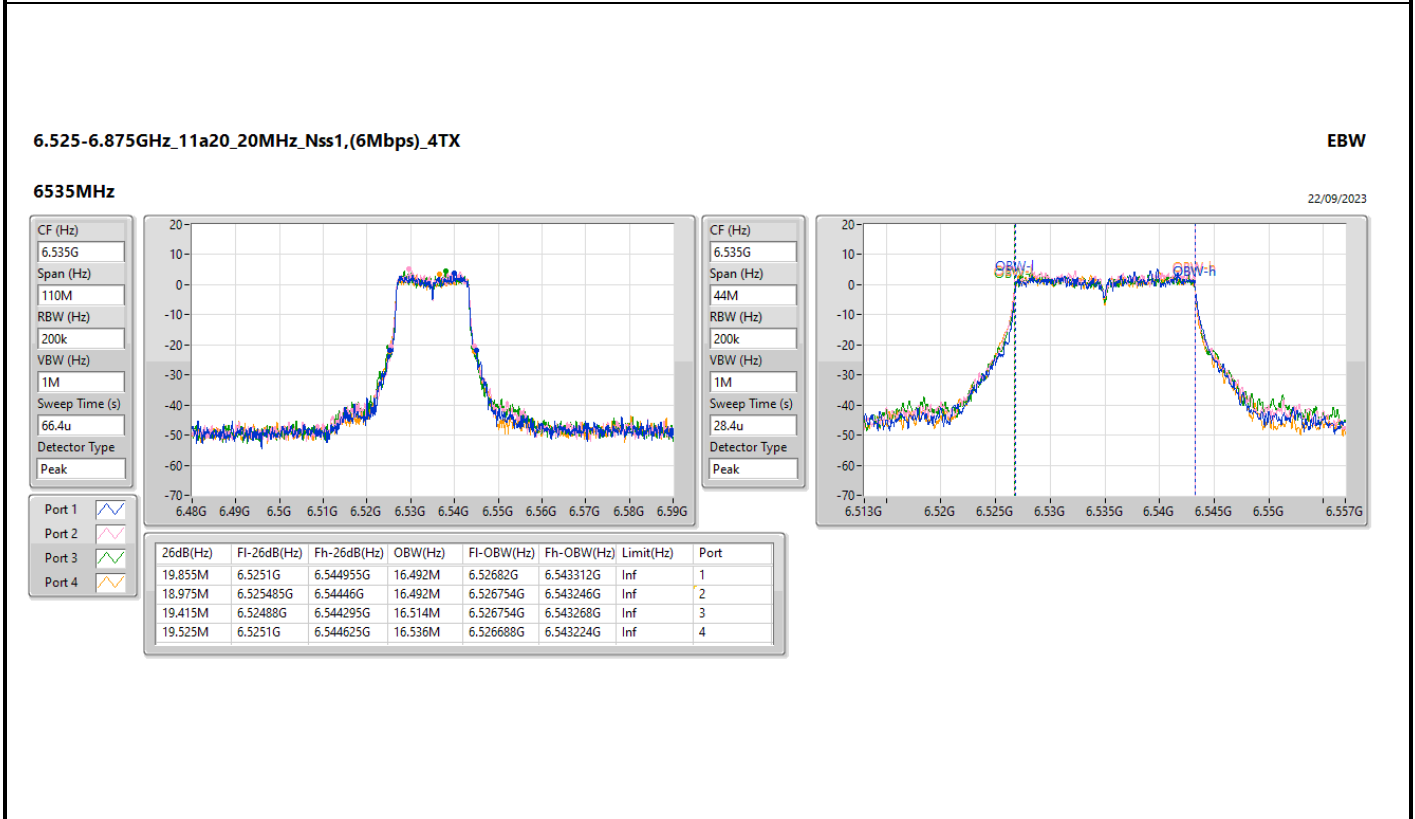 6.525-6.875GHz_11a20_20MHz_Nss1,(6Mbps)_4TX
EBW
6535MHz
22/09/2023
CF (Hz)
6.535G
Span (Hz)
110M
RBW (Hz)
200k
VBW (Hz)
1M
Sweep Time (s)
66.4u
Detector Type
Peak
20
10
0
-10
-20
-30
-40
-50
-60
-70
6.48G 6.49G 6.5G 6.51G 6.52G 6.53G 6.54G 6.55G 6.56G 6.57G 6.58G 6.59G
CF (Hz)
6.535G
Span (Hz)
44M
RBW (Hz)
200k
VBW (Hz)
1M
Sweep Time (s)
28.4u
Detector Type
Peak
20
10
0
-10
-20
-30
-40
-50
-60
-70
OBW-l
OBW-h
6.513G 6.52G 6.525G 6.53G 6.535G 6.54G 6.545G 6.55G 6.557G
Port 1
Port 2
Port 3
Port 4
26dB(Hz) Fl-26dB(Hz) Fh-26dB(Hz) OBW(Hz) Fl-OBW(Hz) Fh-OBW(Hz) Limit(Hz) Port
19.855M 6.5251G 6.544955G 16.492M 6.52682G 6.543312G Inf 1
18.975M 6.525485G 6.54446G 16.492M 6.526754G 6.543246G Inf 2
19.415M 6.52488G 6.544295G 16.514M 6.526754G 6.543268G Inf 3
19.525M 6.5251G 6.544625G 16.536M 6.526688G 6.543224G Inf 4